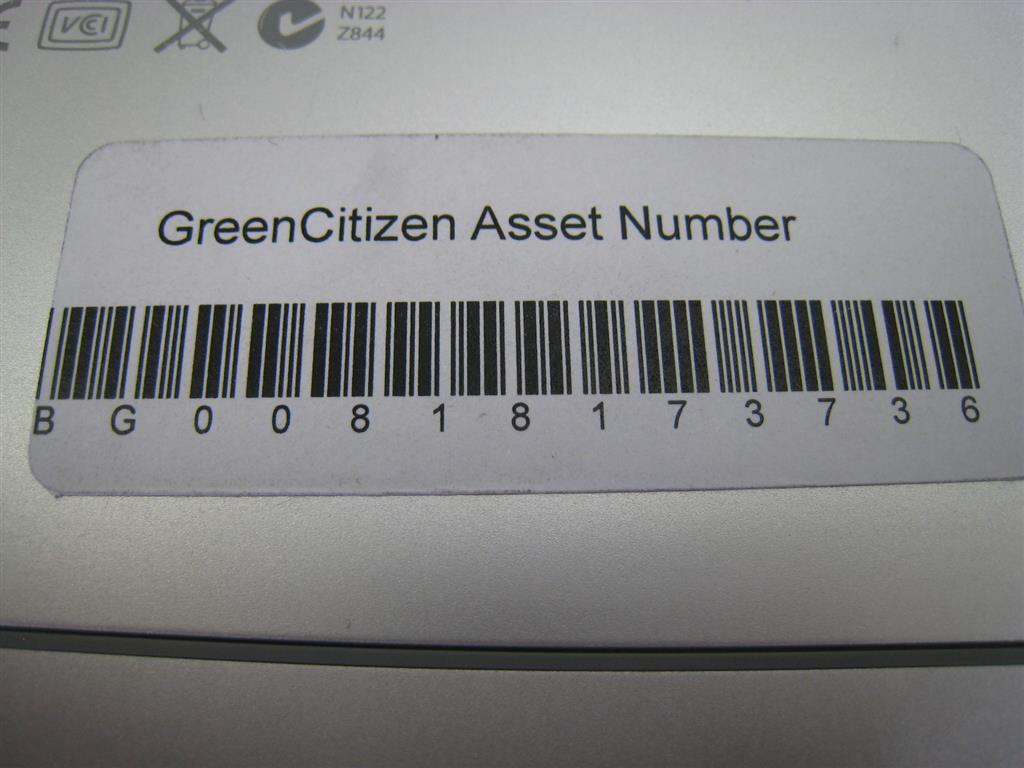 VCI
N122
Z844
GreenCitizen Asset Number
BG00818173736